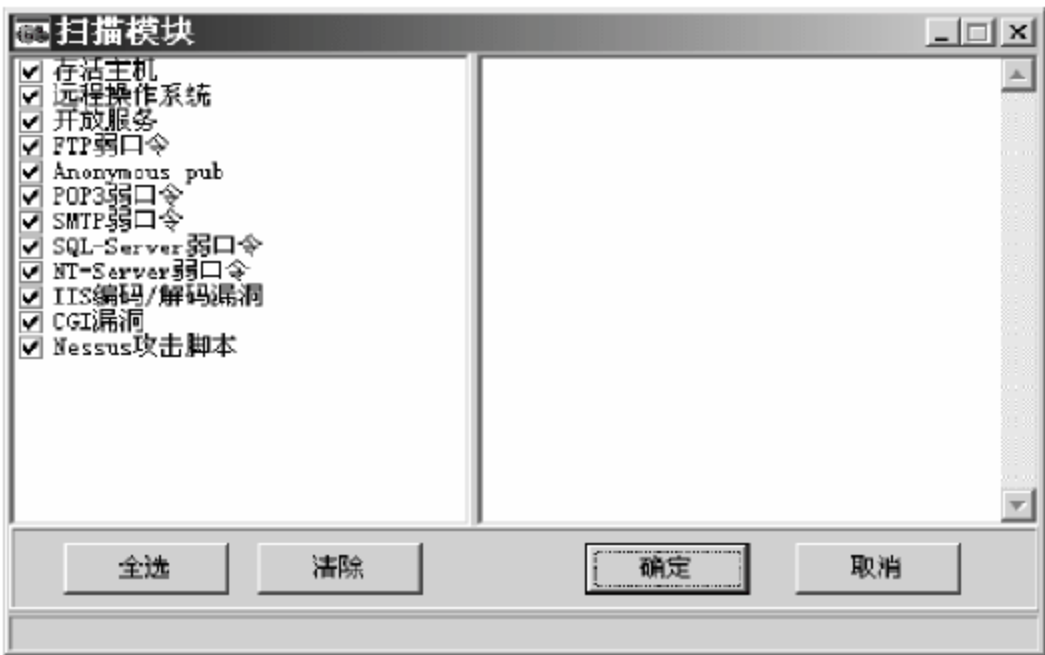 扫描模块
存活主机
远程操作系统
开放服务
FTP弱口令
Anonymous pub
POP3弱口令
SMTP弱口令
SQL-Server弱口令
NT-Server弱口令
IIS编码/解码漏洞
CGI漏洞
Nessus攻击脚本
全选 清除 确定 取消